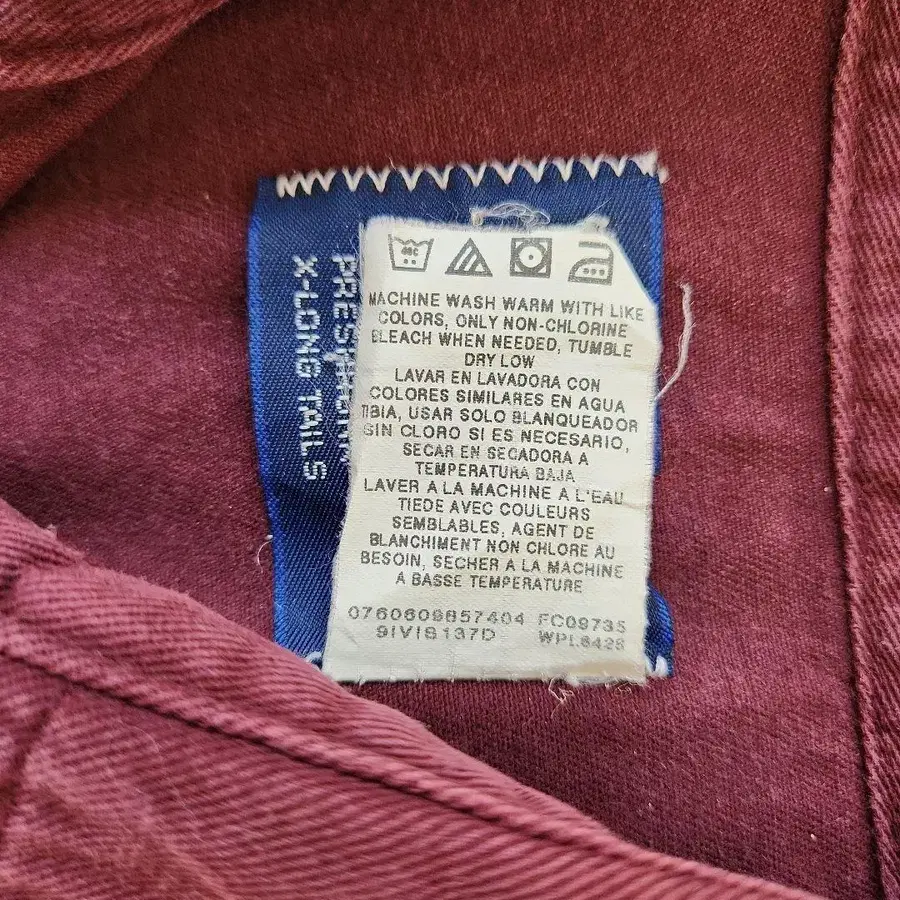 40C
MACHINE WASH WARM WITH LIKE
COLORS, ONLY NON-CHLORINE
BLEACH WHEN NEEDED, TUMBLE
DRY LOW
LAVAR EN LAVADORA CON
COLORES SIMILARES EN AGUA
TIBIA, USAR SOLO BLANQUEADOR
SIN CLORO SI ES NECESARIO,
SECAR EN SECADORA A
TEMPERATURA BAJA
LAVER A LA MACHINE A L'EAU
TIEDE AVEC COULEURS
SEMBLABLES, AGENT DE
BLANCHIMENT NON CHLORE AU
BESOIN, SECHER A LA MACHINE
A BASSE TEMPERATURE
0760609857404 FC09735
9IVIS137D WPL6428
X-LONG TAILS